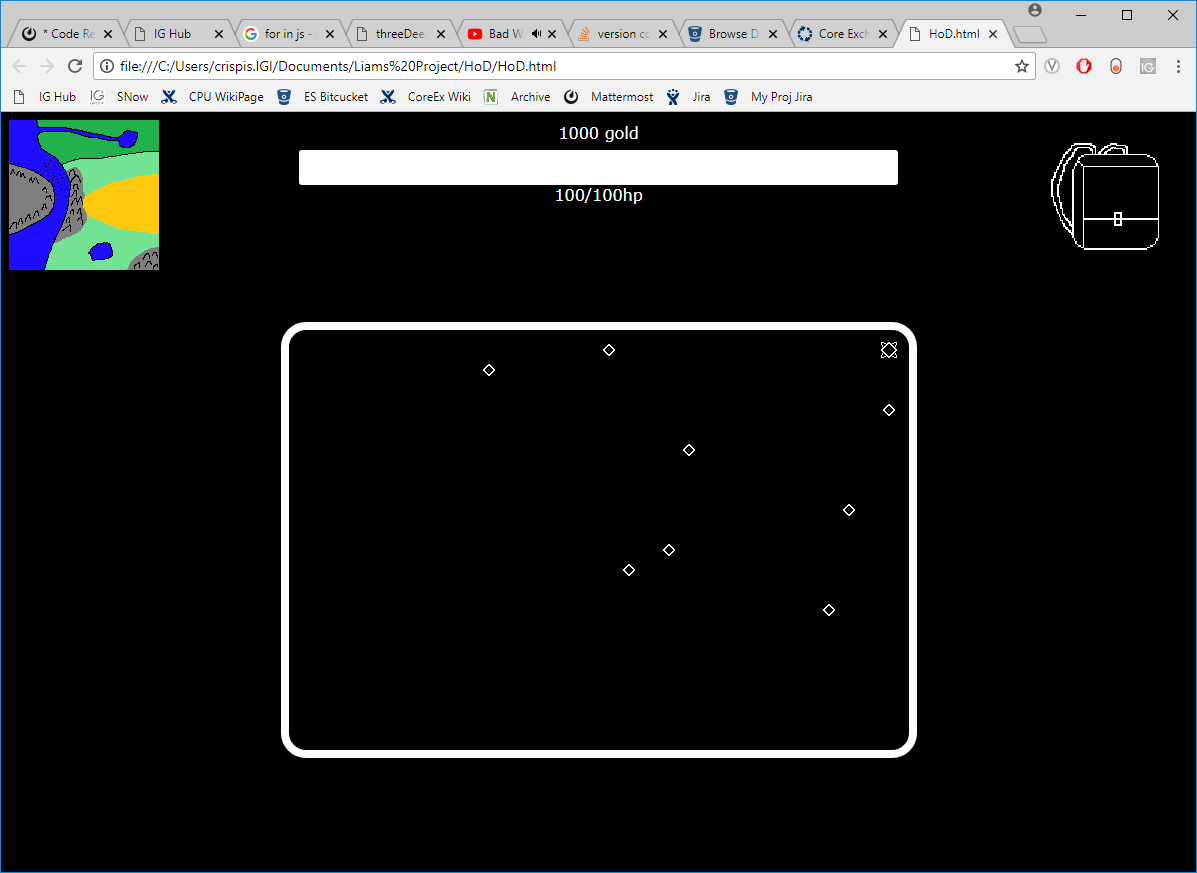 * Code Re
IG Hub
for in js -
threeDee.
Bad W
version co
Browse D
Core Exch
HoD.html
file:///C:/Users/crispis.IGI/Documents/Liams%20Project/HoD/HoD.html
IG Hub
IG
SNow
CPU WikiPage
ES Bitcucket
CoreEx Wiki
N
Archive
Mattermost
Jira
My Proj Jira
1000 gold
100/100hp